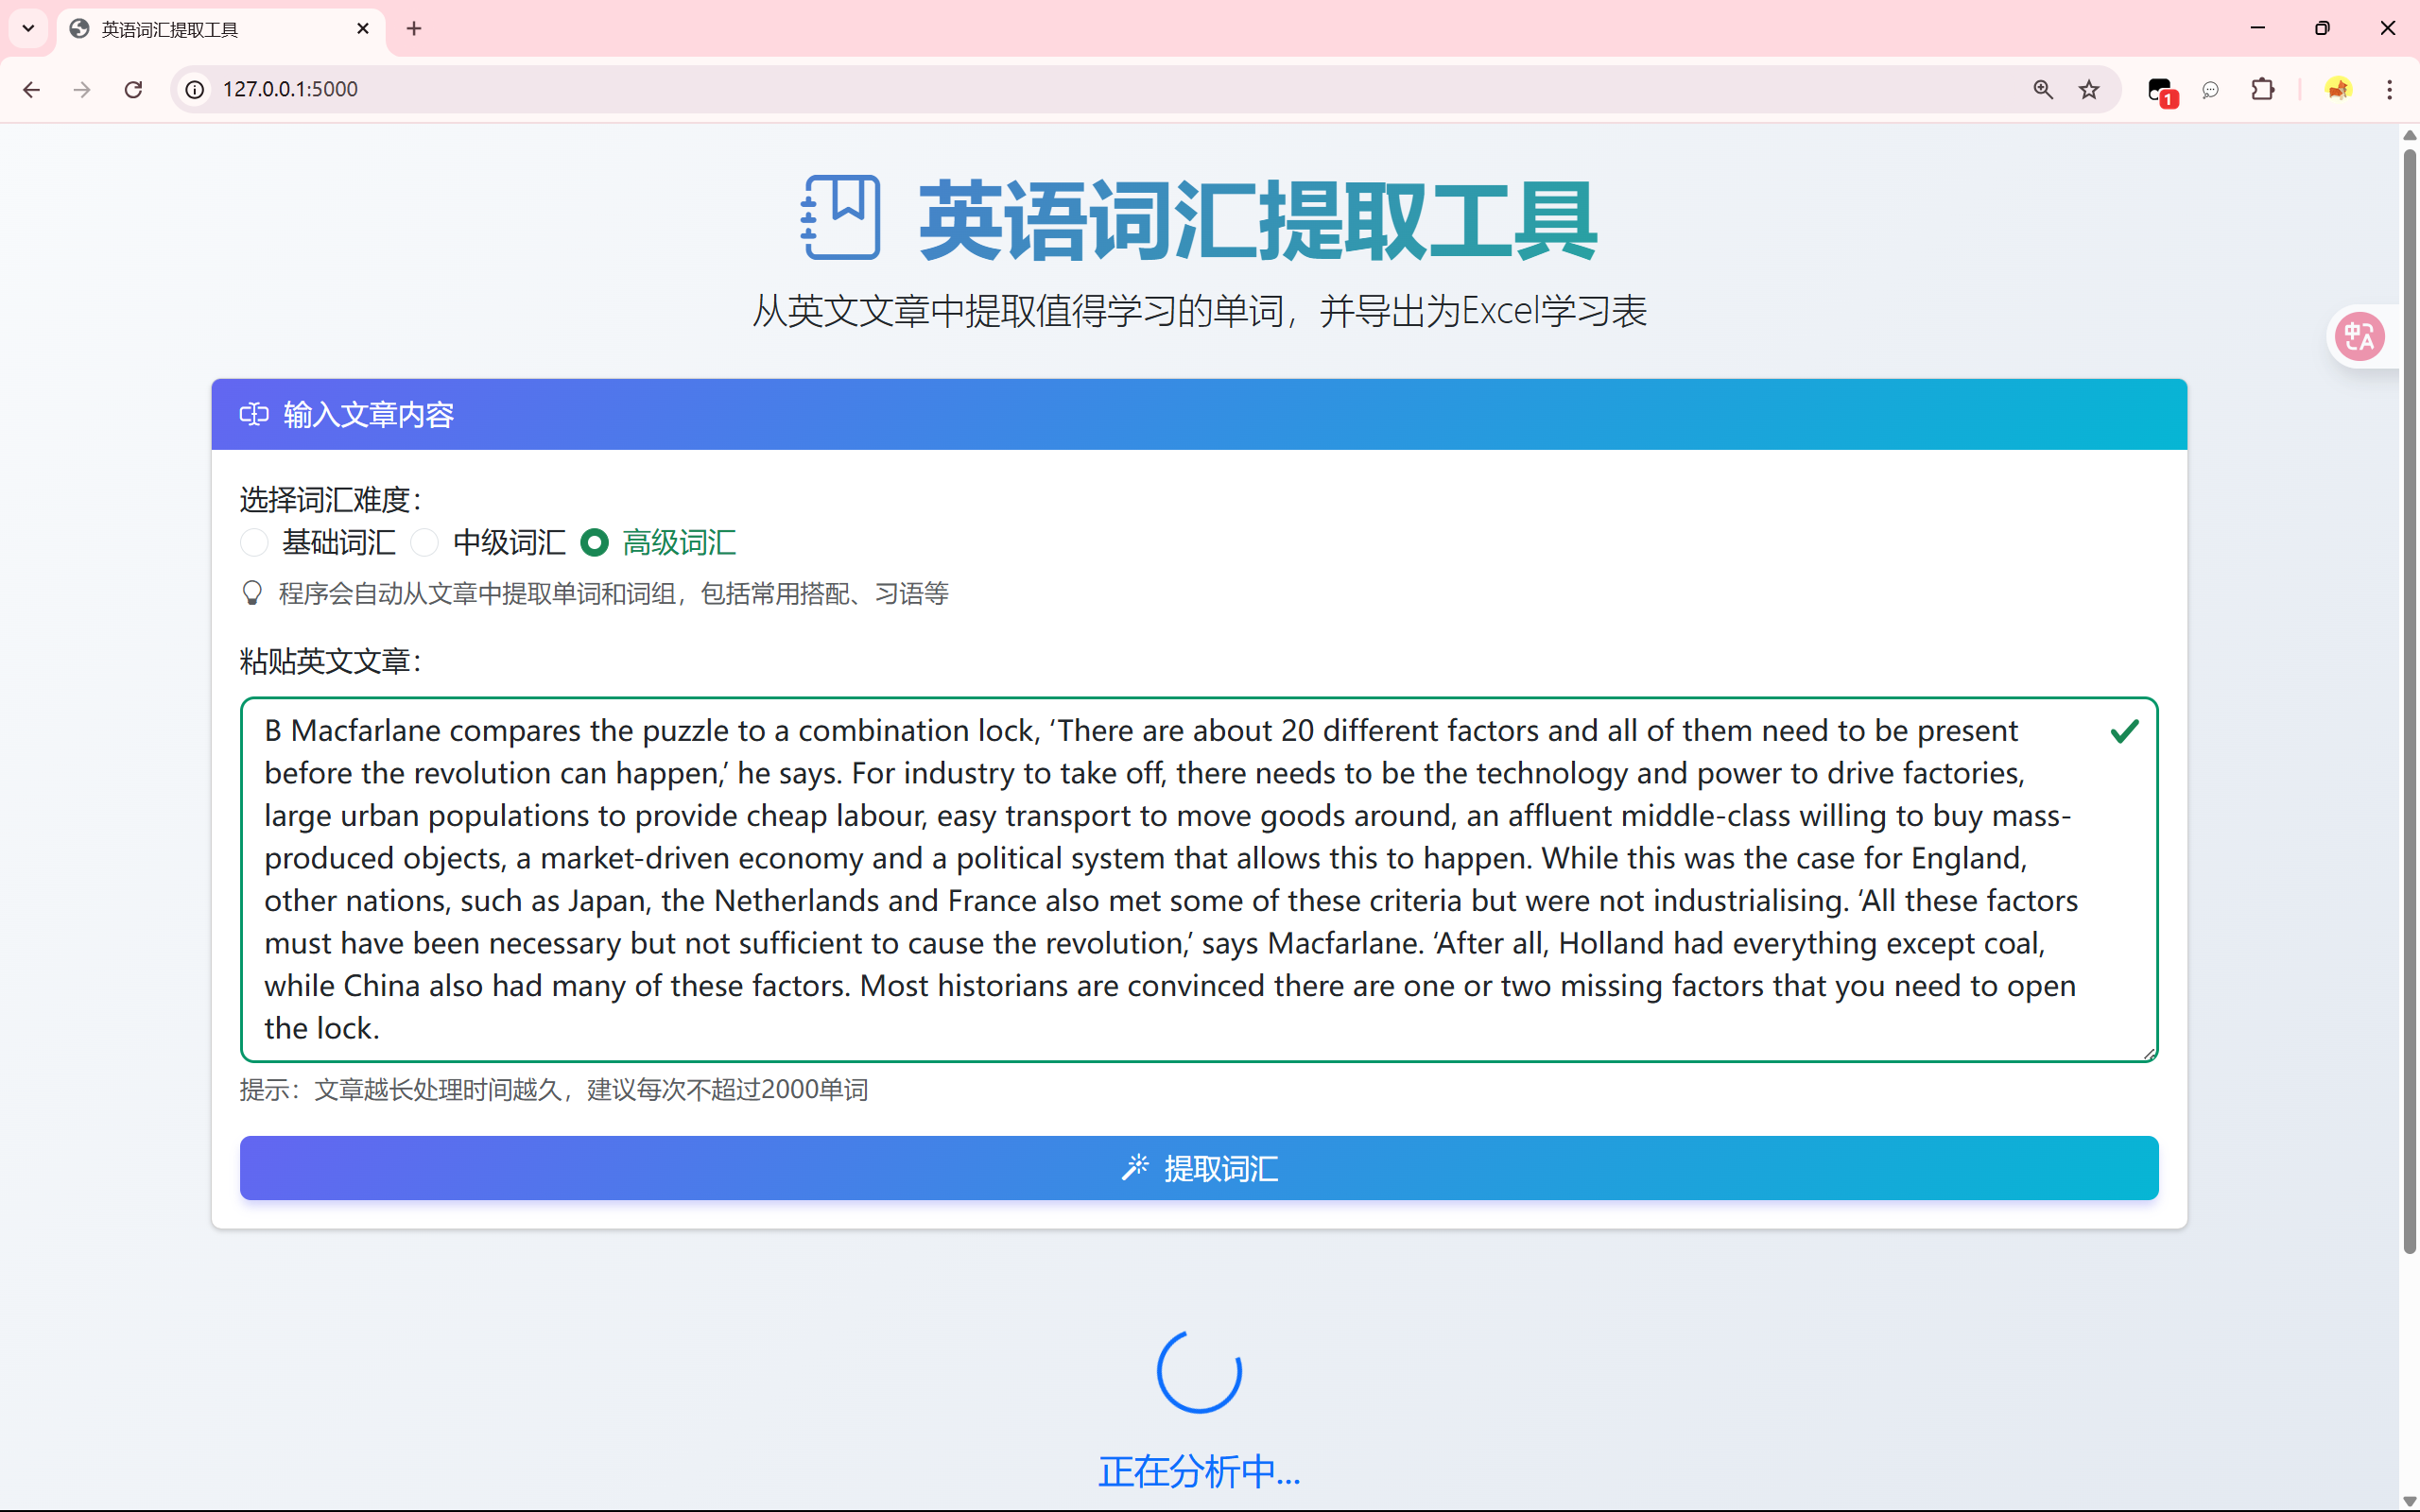 英语词汇提取工具
127.0.0.1:5000
1
英语词汇提取工具
从英文文章中提取值得学习的单词，并导出为Excel学习表
中A
输入文章内容
选择词汇难度：
基础词汇 中级词汇 高级词汇
程序会自动从文章中提取单词和词组，包括常用搭配、习语等
粘贴英文文章：
B Macfarlane compares the puzzle to a combination lock, ‘There are about 20 different factors and all of them need to be present
before the revolution can happen,’ he says. For industry to take off, there needs to be the technology and power to drive factories,
large urban populations to provide cheap labour, easy transport to move goods around, an affluent middle-class willing to buy mass-
produced objects, a market-driven economy and a political system that allows this to happen. While this was the case for England,
other nations, such as Japan, the Netherlands and France also met some of these criteria but were not industrialising. ‘All these factors
must have been necessary but not sufficient to cause the revolution,’ says Macfarlane. ‘After all, Holland had everything except coal,
while China also had many of these factors. Most historians are convinced there are one or two missing factors that you need to open
the lock.
提示：文章越长处理时间越久，建议每次不超过2000单词
提取词汇
正在分析中...